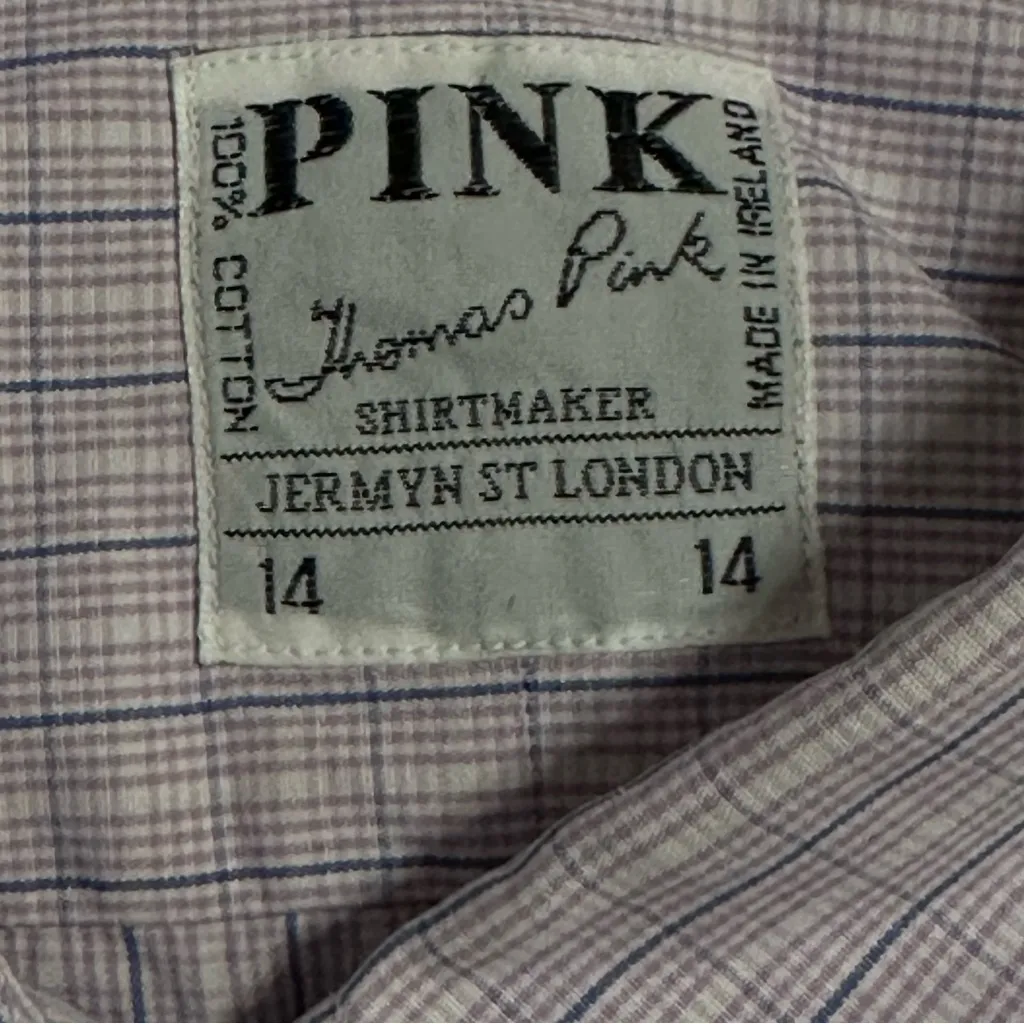 PINK
100% COTTON
MADE IN IRELAND
Thomas Pink
SHIRTMAKER
JERMYN ST LONDON
14 14